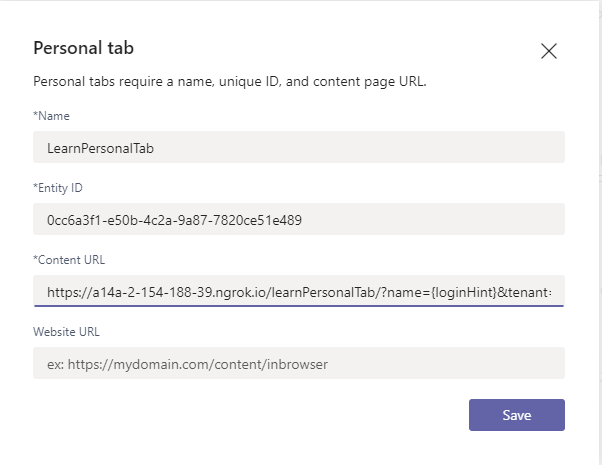 Personal tab
Personal tabs require a name, unique ID, and content page URL.
*Name
LearnPersonalTab
*Entity ID
0cc6a3f1-e50b-4c2a-9a87-7820ce51e489
*Content URL
https://a14a-2-154-188-39.ngrok.io/learnPersonalTab/?name={loginHint}&tenant=
Website URL
ex: https://mydomain.com/content/inbrowser
Save